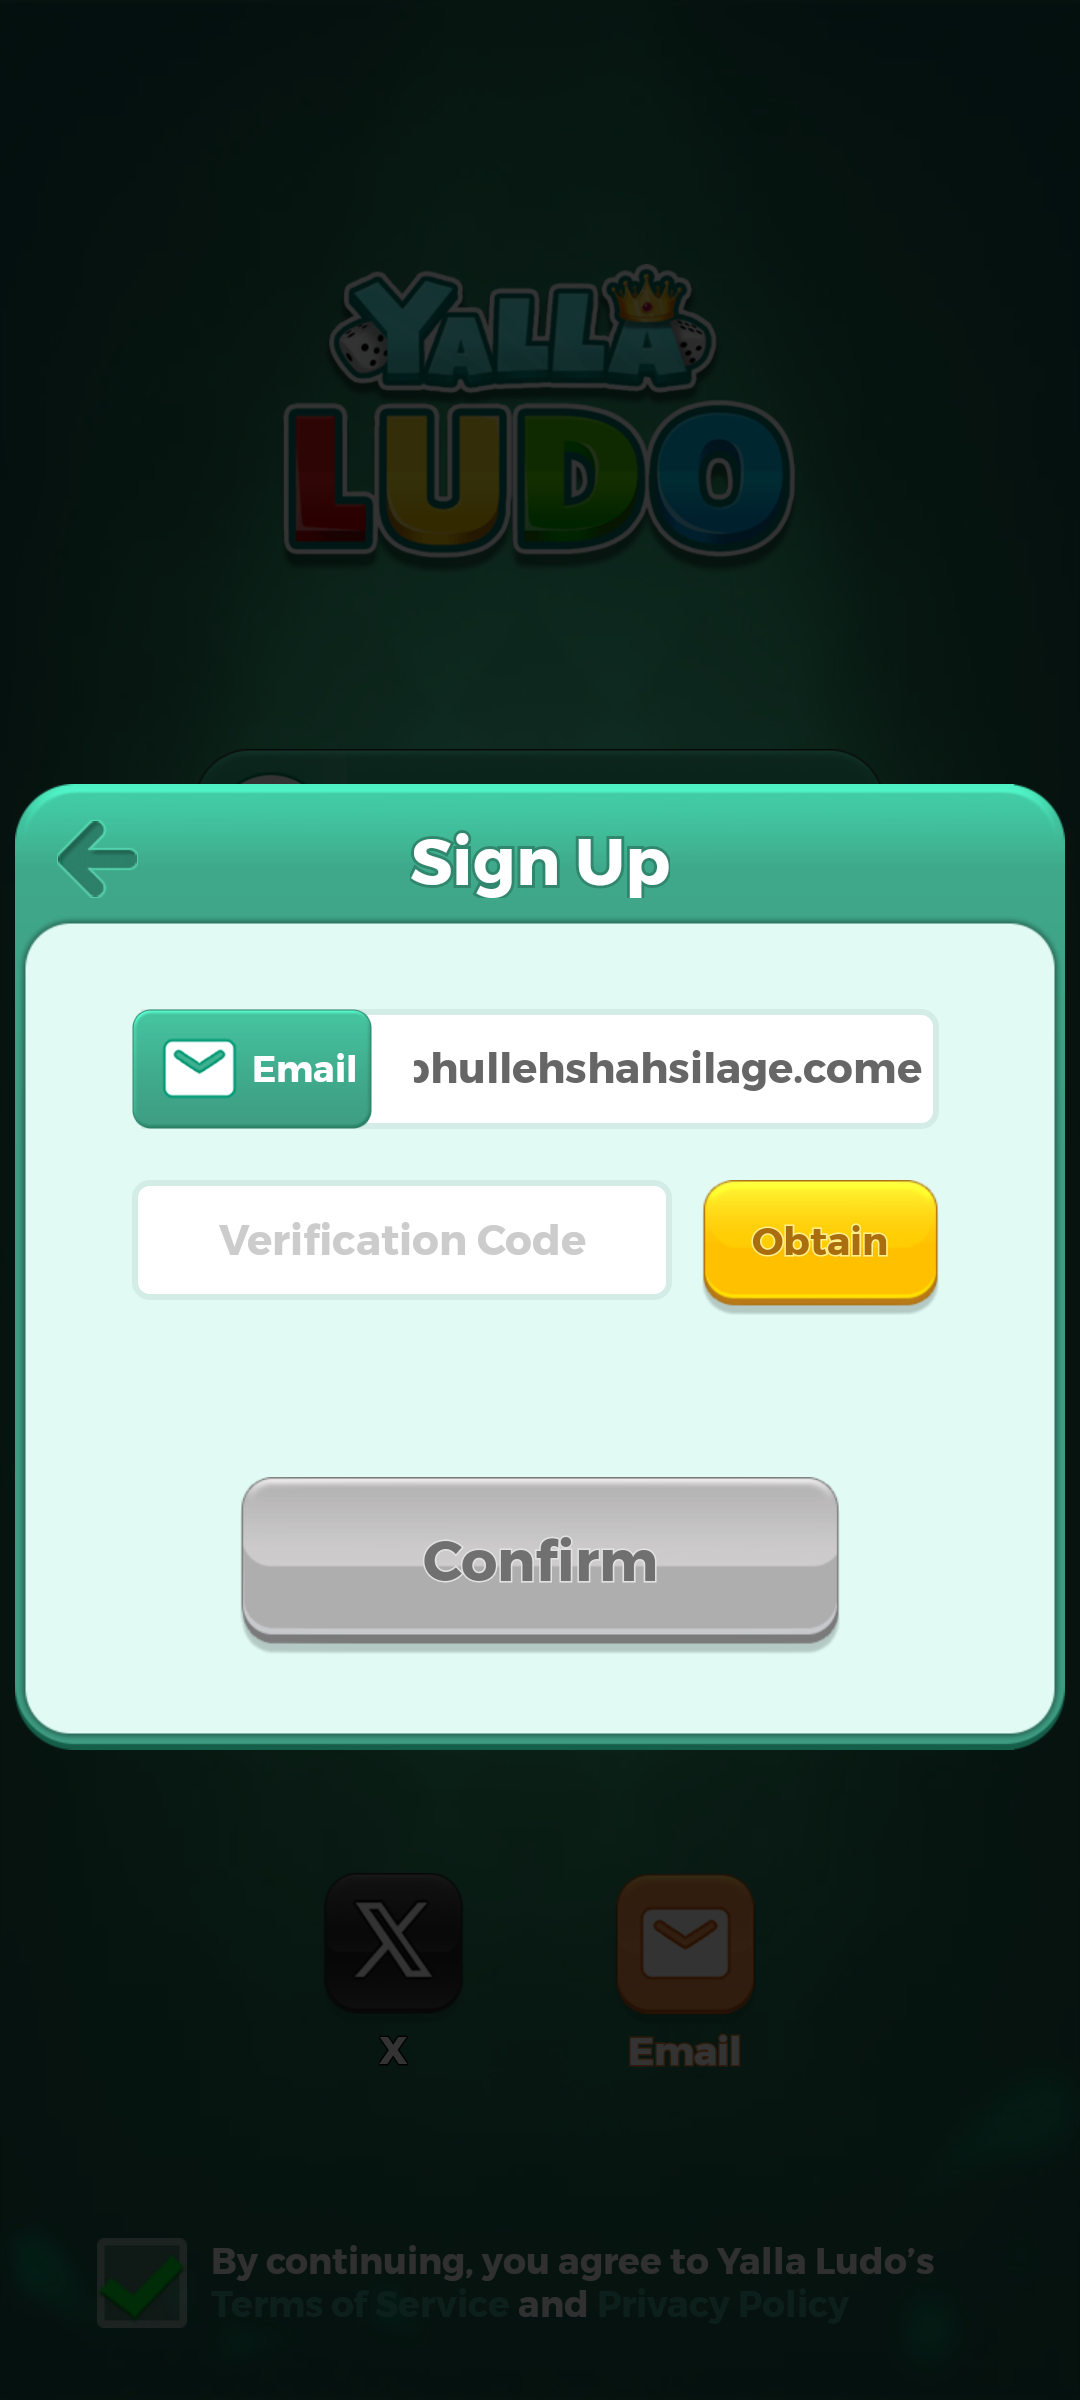 YALLA
LUDO
Sign Up
Email
bhullehshahsilage.come
Verification Code
Obtain
Confirm
X
Email
By continuing, you agree to Yalla Ludo’s
Terms of Service and Privacy Policy